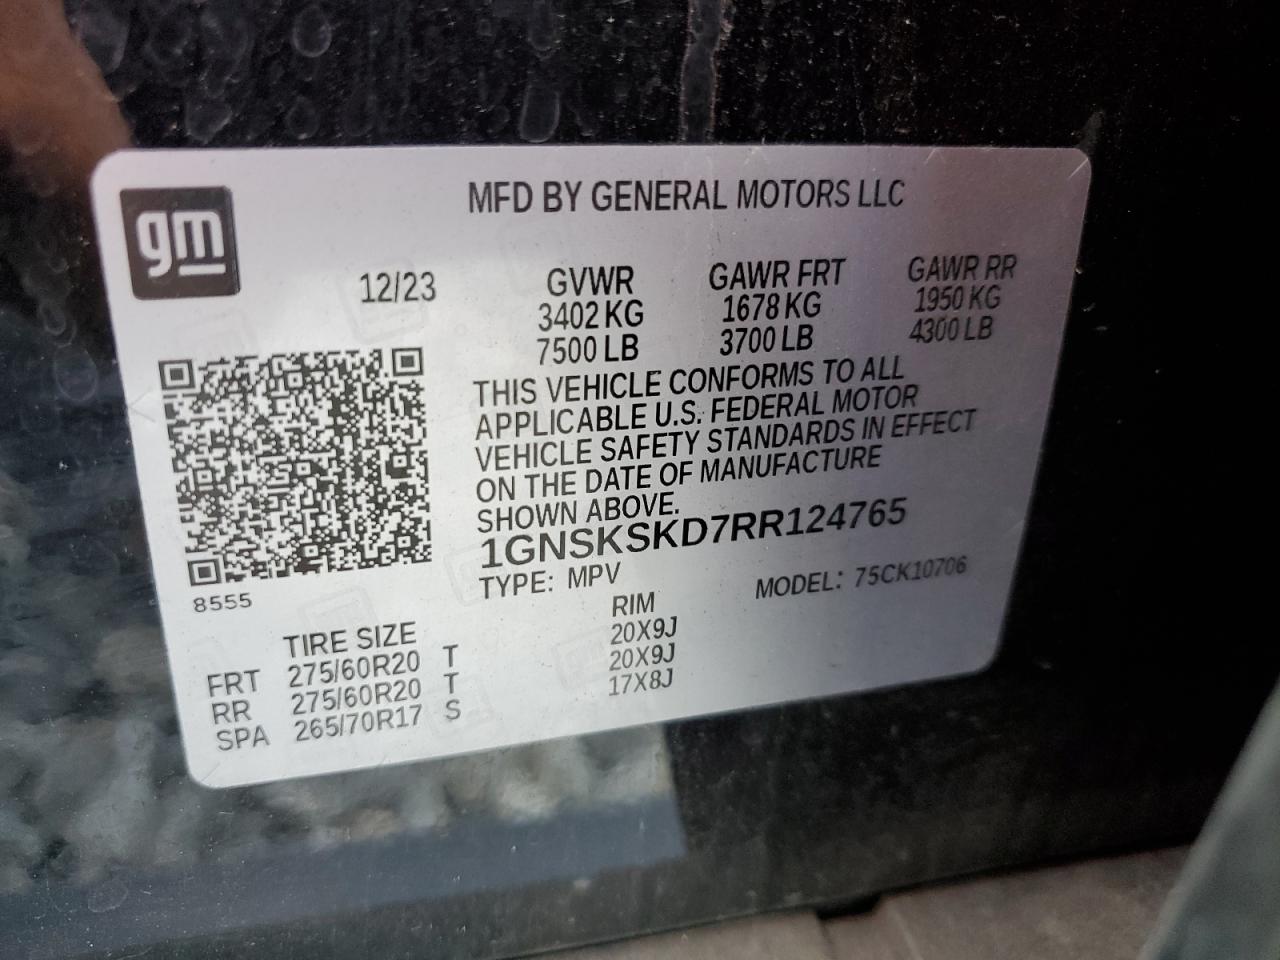 gm
MFD BY GENERAL MOTORS LLC
12/23 GVWR GAWR FRT GAWR RR
3402 KG 1678 KG 1950 KG
7500 LB 3700 LB 4300 LB
THIS VEHICLE CONFORMS TO ALL
APPLICABLE U.S. FEDERAL MOTOR
VEHICLE SAFETY STANDARDS IN EFFECT
ON THE DATE OF MANUFACTURE
SHOWN ABOVE.
1GNSKSKD7RR124765
TYPE: MPV MODEL: 75CK10706
8555
TIRE SIZE RIM
FRT 275/60R20 T 20X9J
RR 275/60R20 T 20X9J
SPA 265/70R17 S 17X8J